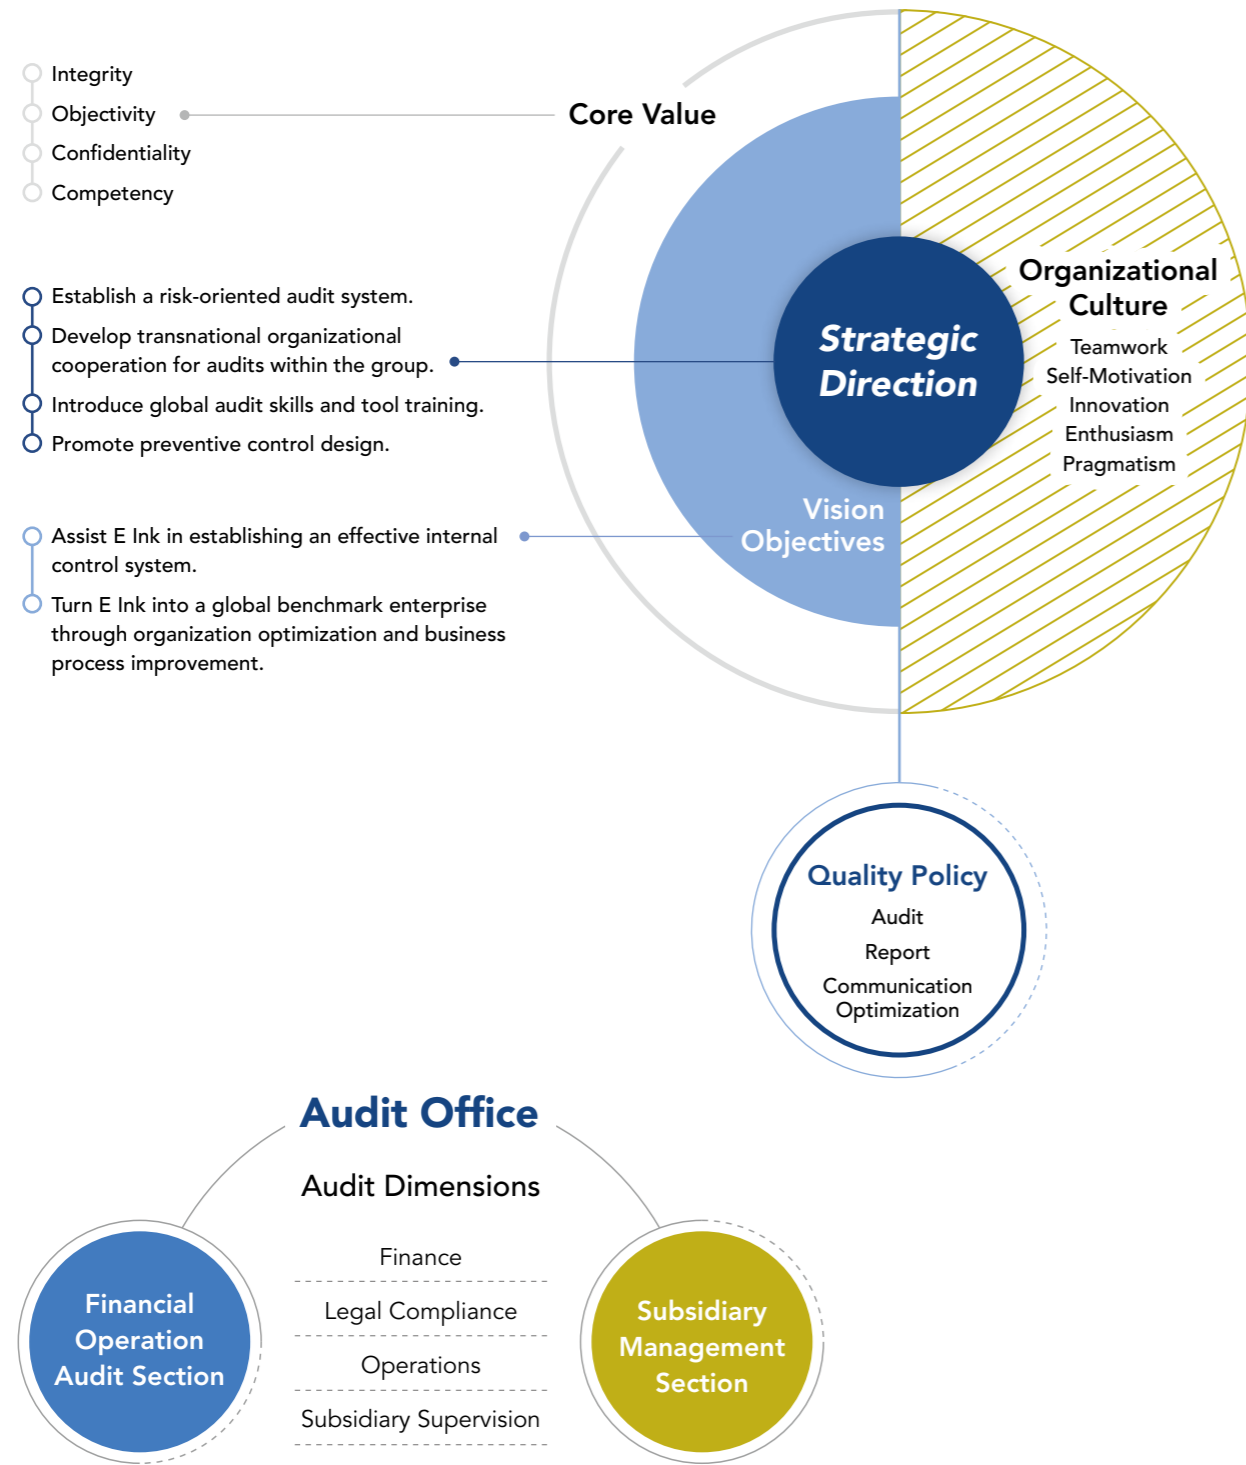 Integrity
Objectivity
Confidentiality
Competency
Core Value
Establish a risk-oriented audit system.
Develop transnational organizational
cooperation for audits within the group.
Introduce global audit skills and tool training.
Promote preventive control design.
Strategic
Direction
Organizational
Culture
Teamwork
Self-Motivation
Innovation
Enthusiasm
Pragmatism
Vision
Objectives
Assist E Ink in establishing an effective internal
control system.
Turn E Ink into a global benchmark enterprise
through organization optimization and business
process improvement.
Quality Policy
Audit
Report
Communication
Optimization
Audit Office
Audit Dimensions
Finance
Legal Compliance
Operations
Subsidiary Supervision
Financial
Operation
Audit Section
Subsidiary
Management
Section